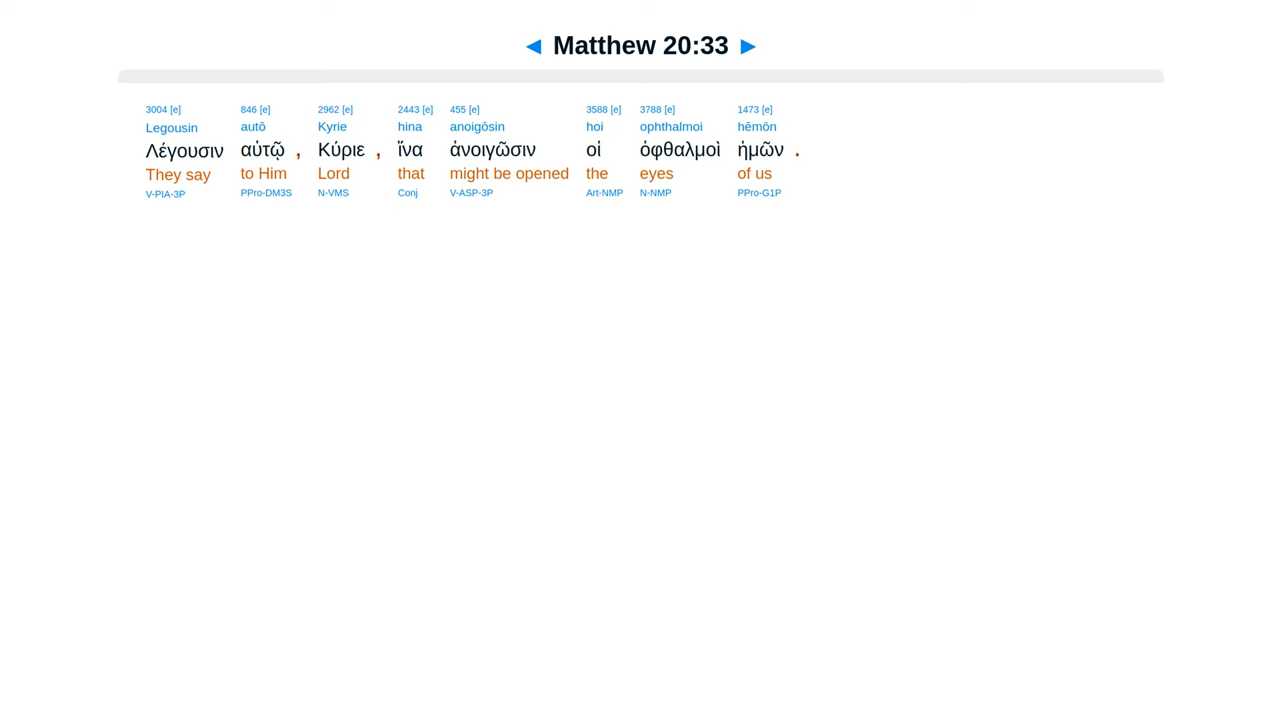 ◄ Matthew 20:33 ►
3004 [e] 846 [e] 2962 [e] 2443 [e] 455 [e] 3588 [e] 3788 [e] 1473 [e]
Legousin autō Kyrie hina anoigōsin hoi ophthalmoi hēmōn
Λέγουσιν αὐτῷ , Κύριε , ἵνα ἀνοιγῶσιν οἱ ὀφθαλμοὶ ἡμῶν .
They say to Him Lord that might be opened the eyes of us
V-PIA-3P PPro-DM3S N-VMS Conj V-ASP-3P Art-NMP N-NMP PPro-G1P